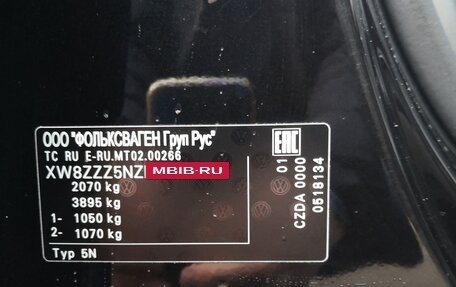 ООО "ФОЛЬКСВАГЕН Груп Рус"
TC RU E-RU.MT02.00266
XW8ZZZ5NZ
MBIB-RU
2070 kg
3895 kg
1- 1050 kg
2- 1070 kg
Typ 5N
EAC
01
CZDA 0000
0518134